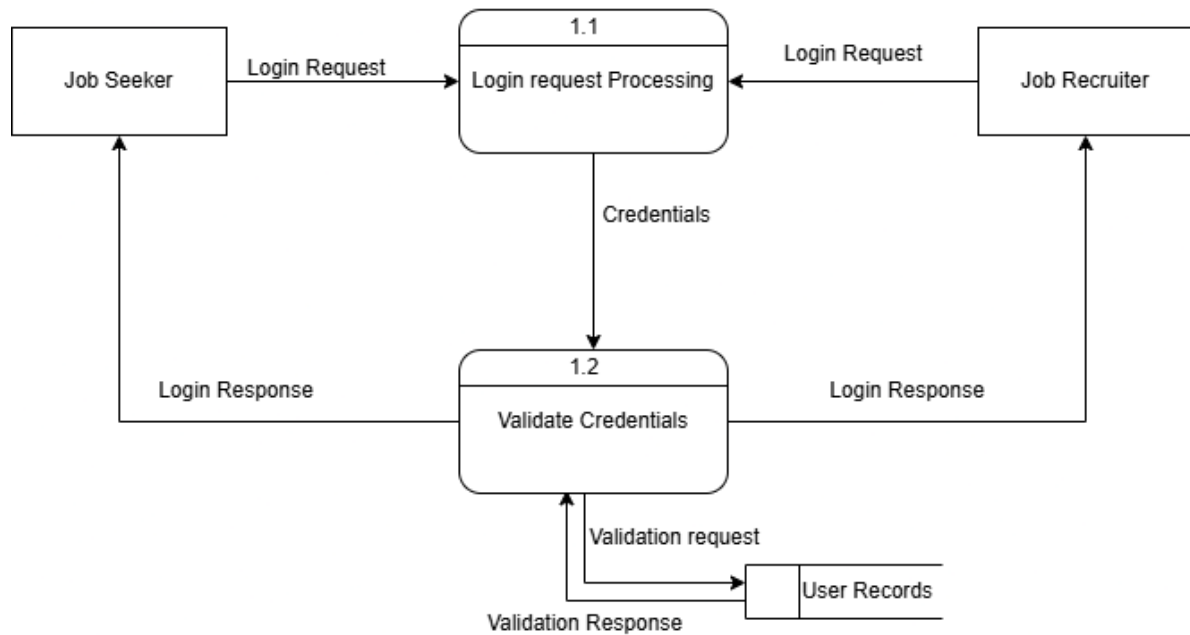 1.1
Job Seeker
Login Request
Login request Processing
Login Request
Job Recruiter
Credentials
1.2
Login Response
Validate Credentials
Login Response
Validation request
User Records
Validation Response